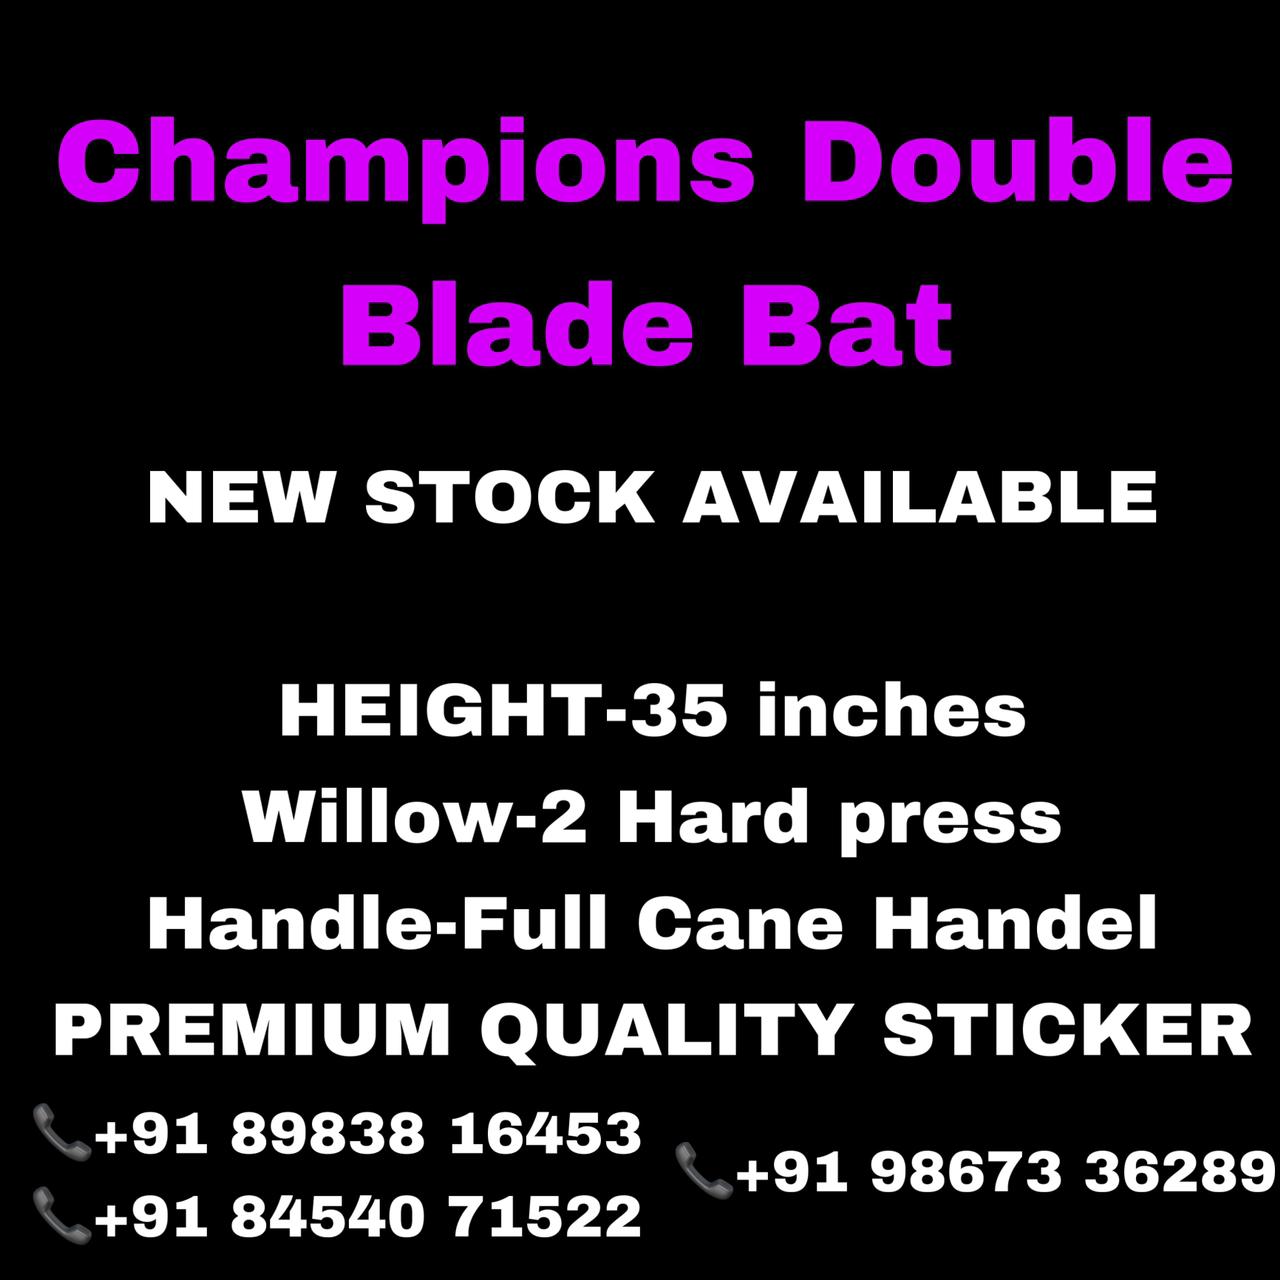 Champions Double
Blade Bat
NEW STOCK AVAILABLE
HEIGHT-35 inches
Willow-2 Hard press
Handle-Full Cane Handel
PREMIUM QUALITY STICKER
📞+91 89838 16453
📞+91 84540 71522
📞+91 98673 36289